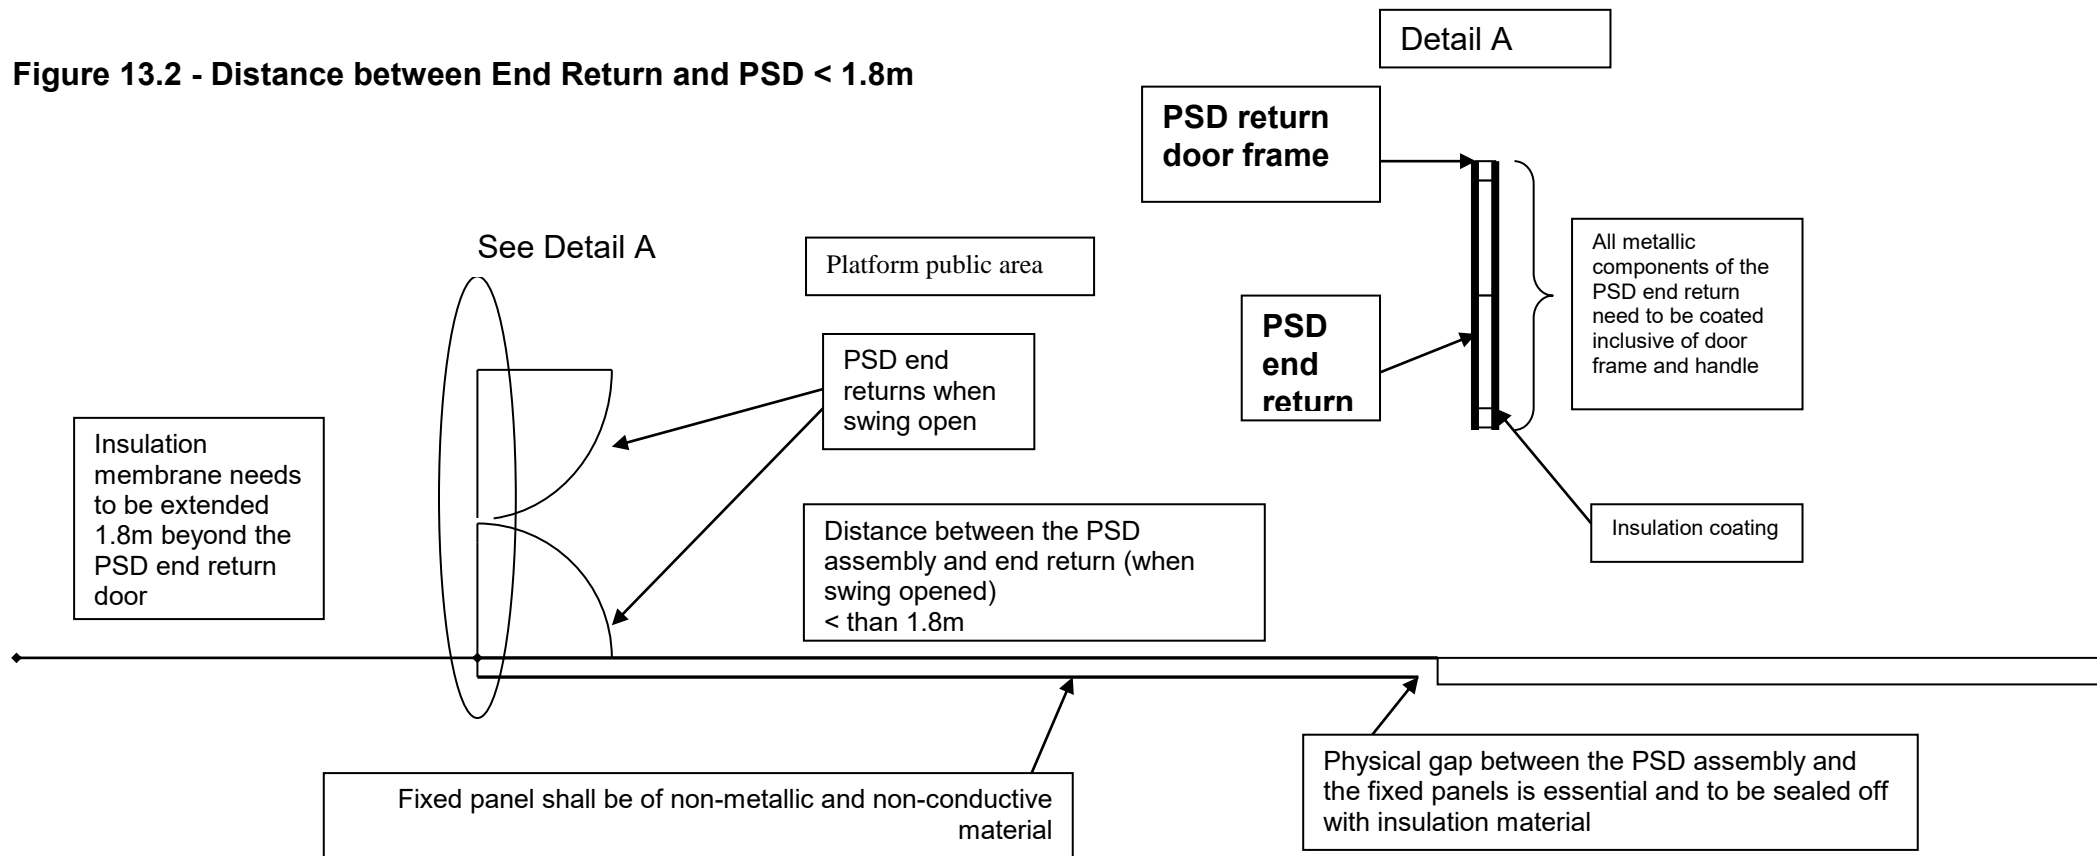 Detail A
Figure 13.2 - Distance between End Return and PSD < 1.8m
PSD return
door frame
See Detail A
Platform public area
All metallic
components of the
PSD end return
need to be coated
inclusive of door
frame and handle
PSD
end
return
PSD end
returns when
swing open
Insulation
membrane needs
to be extended
1.8m beyond the
PSD end return
door
Distance between the PSD
assembly and end return (when
swing opened)
< than 1.8m
Insulation coating
Physical gap between the PSD assembly and
the fixed panels is essential and to be sealed off
with insulation material
Fixed panel shall be of non-metallic and non-conductive
material